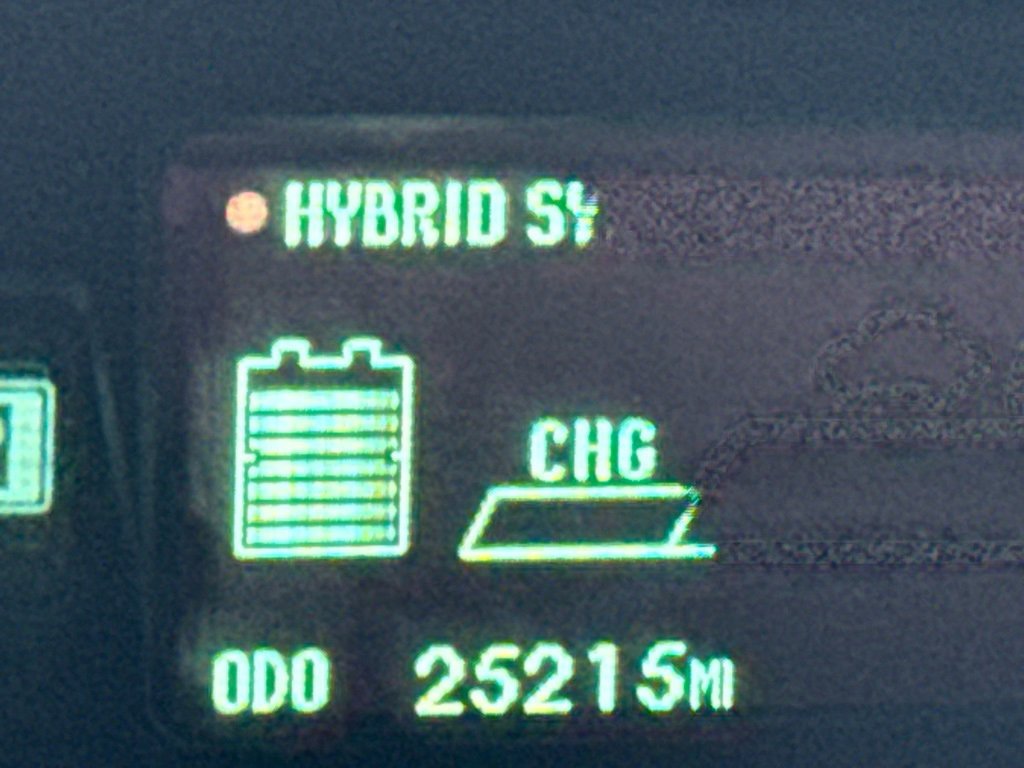 HYBRID SY
CHG
ODO 25215MI